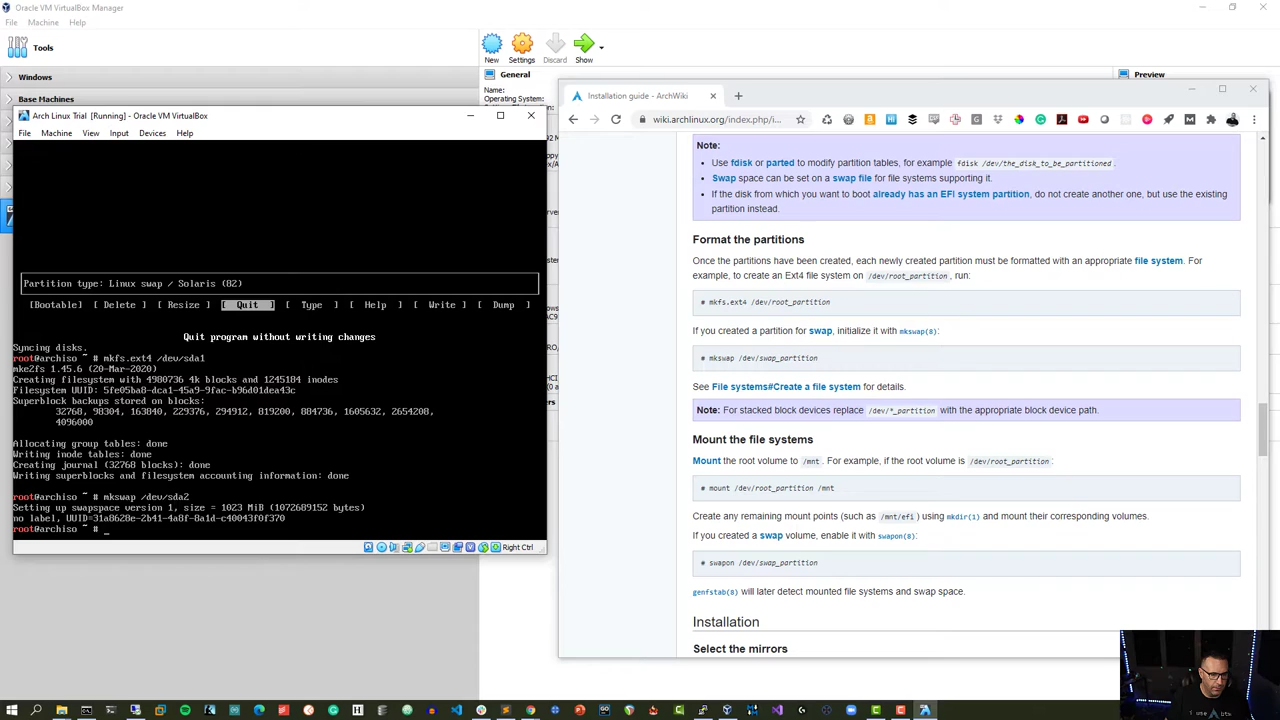 Oracle VM VirtualBox Manager
File Machine Help
Tools
Windows
Base Machines
New Settings Discard Show
General
Name:
Operating System:
Preview
Arch Linux Trial [Running] - Oracle VM VirtualBox
File Machine View Input Devices Help
Partition type: Linux swap / Solaris (82)
[Bootable] [ Delete ] [ Resize ] [ Quit ] [ Type ] [ Help ] [ Write ] [ Dump ]
Quit program without writing changes
Syncing disks.
root@archiso ~ # mkfs.ext4 /dev/sda1
mke2fs 1.45.6 (20-Mar-2020)
Creating filesystem with 4980736 4k blocks and 1245184 inodes
Filesystem UUID: 5fe05ba8-dca1-45a9-9fac-b96d01dea43c
Superblock backups stored on blocks:
32768, 98304, 163840, 229376, 294912, 819200, 884736, 1605632, 2654208,
4096000
Allocating group tables: done
Writing inode tables: done
Creating journal (32768 blocks): done
Writing superblocks and filesystem accounting information: done
root@archiso ~ # mkswap /dev/sda2
Setting up swapspace version 1, size = 1023 MiB (1072689152 bytes)
no label, UUID=31a8628e-2b41-4a8f-8a1d-c40043f0f370
root@archiso ~ # _
Right Ctrl
Installation guide - ArchWiki
wiki.archlinux.org/index.php/i...
Note:
• Use fdisk or parted to modify partition tables, for example fdisk /dev/the_disk_to_be_partitioned.
• Swap space can be set on a swap file for file systems supporting it.
• If the disk from which you want to boot already has an EFI system partition, do not create another one, but use the existing
partition instead.
Format the partitions
Once the partitions have been created, each newly created partition must be formatted with an appropriate file system. For
example, to create an Ext4 file system on /dev/root_partition, run:
# mkfs.ext4 /dev/root_partition
If you created a partition for swap, initialize it with mkswap(8):
# mkswap /dev/swap_partition
See File systems#Create a file system for details.
Note: For stacked block devices replace /dev/*_partition with the appropriate block device path.
Mount the file systems
Mount the root volume to /mnt. For example, if the root volume is /dev/root_partition:
# mount /dev/root_partition /mnt
Create any remaining mount points (such as /mnt/efi) using mkdir(1) and mount their corresponding volumes.
If you created a swap volume, enable it with swapon(8):
# swapon /dev/swap_partition
genfstab(8) will later detect mounted file systems and swap space.
Installation
Select the mirrors